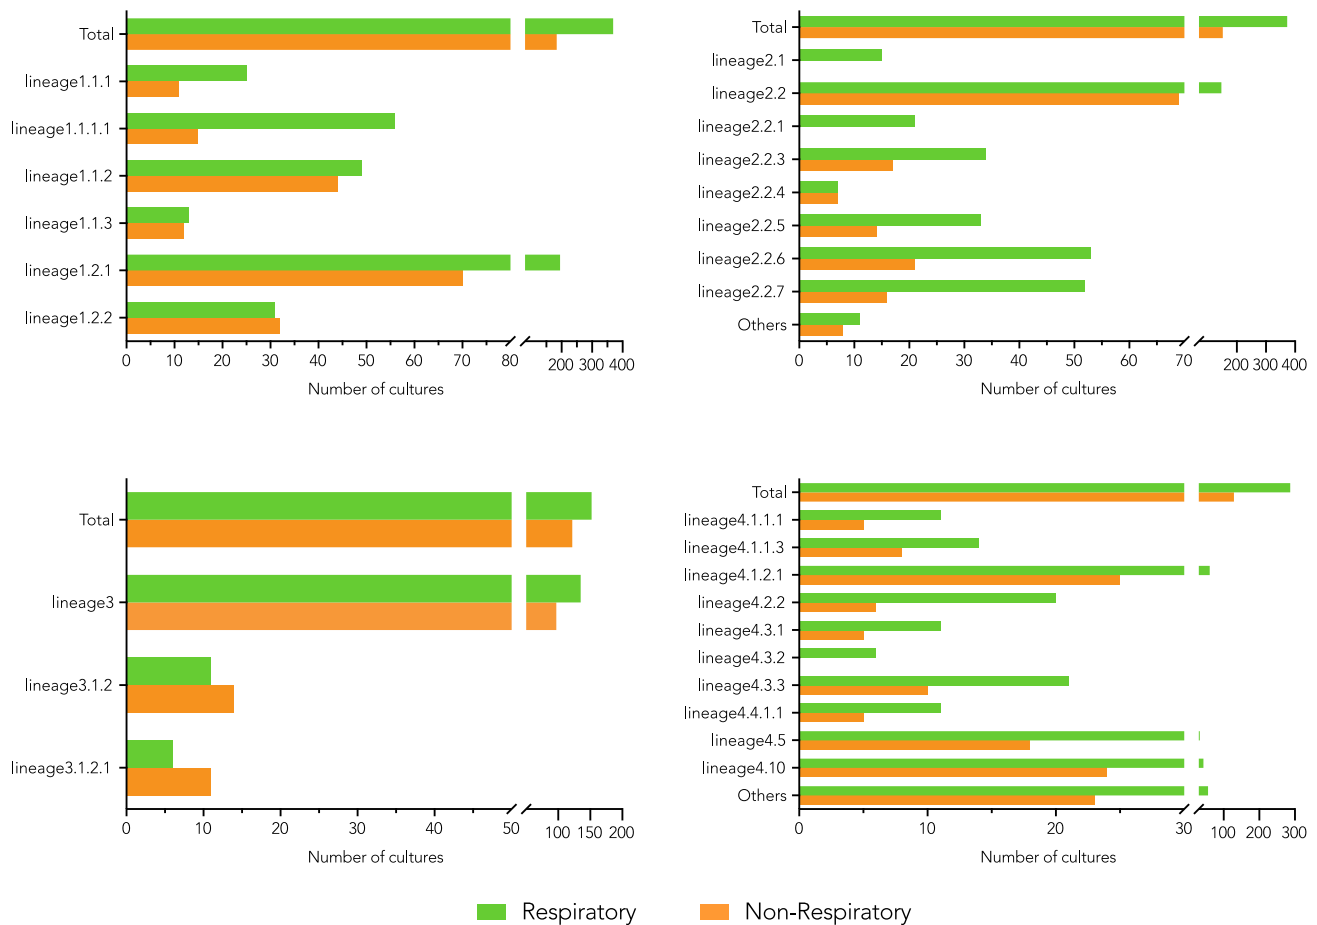 Total
lineage1.1.1
lineage1.1.1.1
lineage1.1.2
lineage1.1.3
lineage1.2.1
lineage1.2.2
0 10 20 30 40 50 60 70 80 200 300 400
Number of cultures
Total
lineage2.1
lineage2.2
lineage2.2.1
lineage2.2.3
lineage2.2.4
lineage2.2.5
lineage2.2.6
lineage2.2.7
Others
0 10 20 30 40 50 60 70 200 300 400
Number of cultures
Total
lineage3
lineage3.1.2
lineage3.1.2.1
0 10 20 30 40 50 100 150 200
Number of cultures
Total
lineage4.1.1.1
lineage4.1.1.3
lineage4.1.2.1
lineage4.2.2
lineage4.3.1
lineage4.3.2
lineage4.3.3
lineage4.4.1.1
lineage4.5
lineage4.10
Others
0 10 20 30 100 200 300
Number of cultures
Respiratory Non-Respiratory